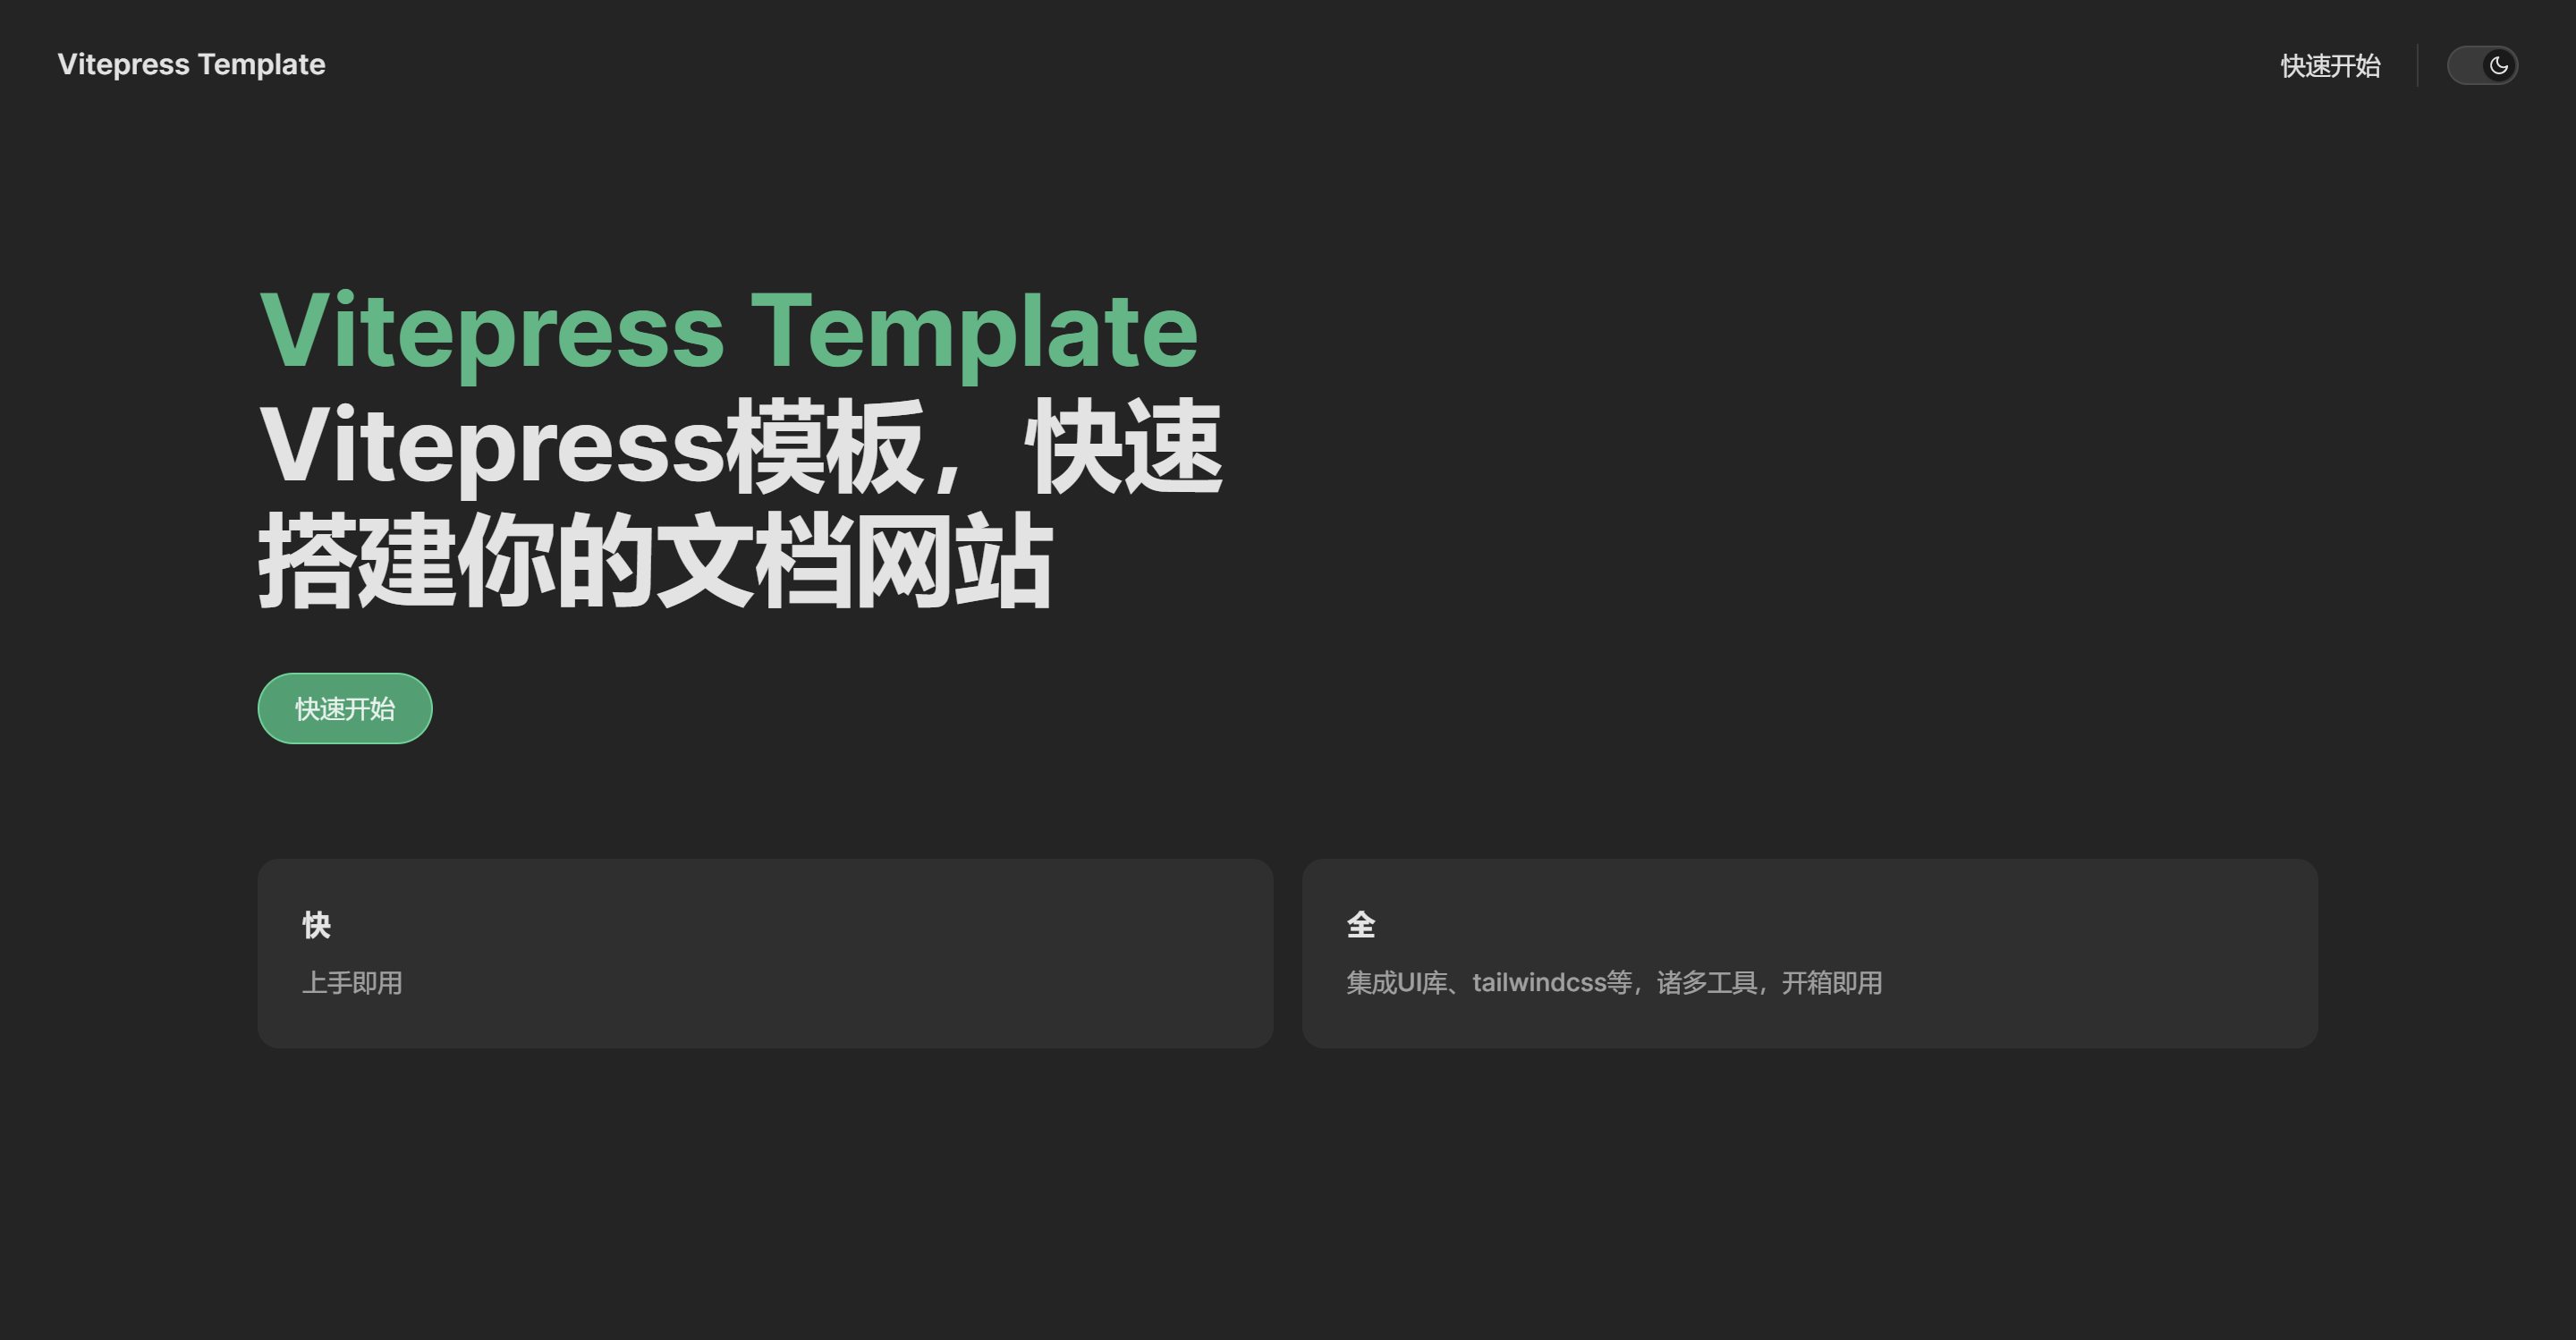 Vitepress Template
快速开始
Vitepress Template
Vitepress模板，快速
搭建你的文档网站
快速开始
快
上手即用
全
集成UI库、tailwindcss等，诸多工具，开箱即用